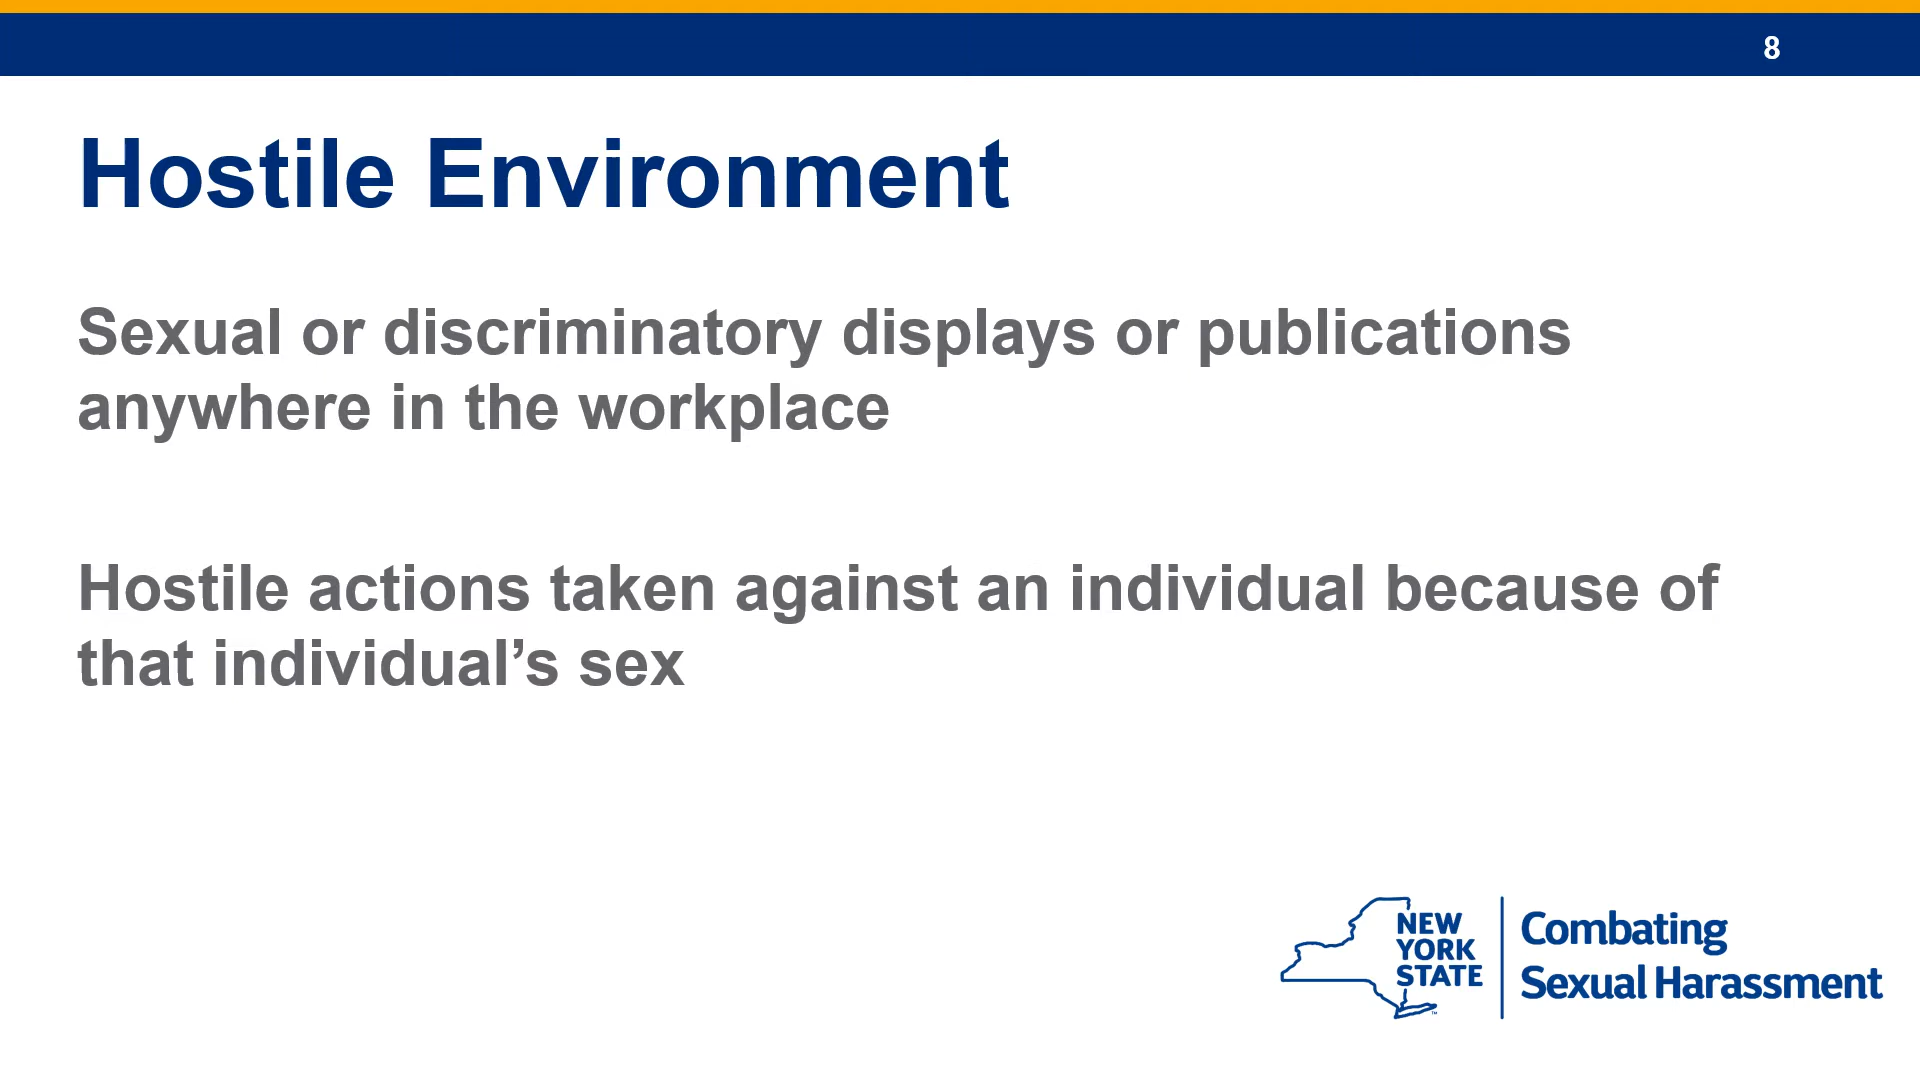 8
Hostile Environment
Sexual or discriminatory displays or publications
anywhere in the workplace
Hostile actions taken against an individual because of
that individual’s sex
NEW
YORK
STATE
Combating
Sexual Harassment